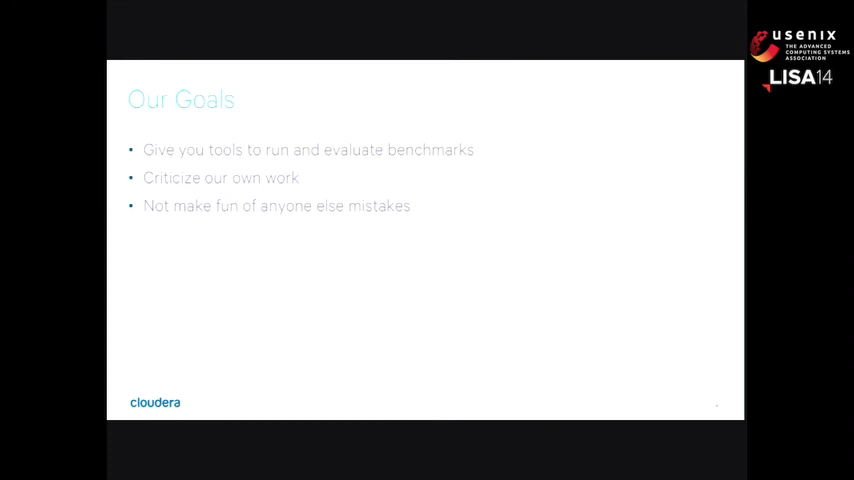 usenix
THE ADVANCED
COMPUTING SYSTEMS
ASSOCIATION
LISA14
Our Goals
• Give you tools to run and evaluate benchmarks
• Criticize our own work
• Not make fun of anyone else mistakes
cloudera